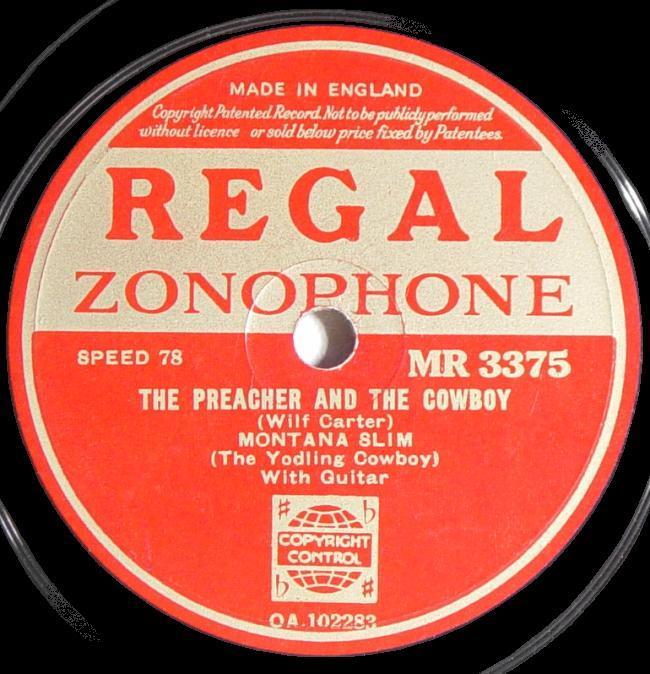 MADE IN ENGLAND
Copyright Patented Record. Not to be publicly performed
without licence or sold below price fixed by Patentees.
REGAL
ZONOPHONE
SPEED 78 MR 3375
THE PREACHER AND THE COWBOY
(Wilf Carter)
MONTANA SLIM
(The Yodling Cowboy)
With Guitar
♯ ♭
COPYRIGHT
CONTROL
♭ ♯
OA.102283